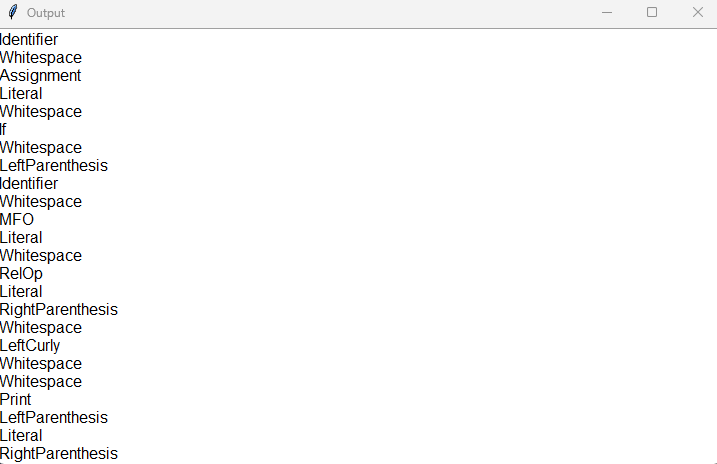 Output
Identifier
Whitespace
Assignment
Literal
Whitespace
If
Whitespace
LeftParenthesis
Identifier
Whitespace
MFO
Literal
Whitespace
RelOp
Literal
RightParenthesis
Whitespace
LeftCurly
Whitespace
Whitespace
Print
LeftParenthesis
Literal
RightParenthesis